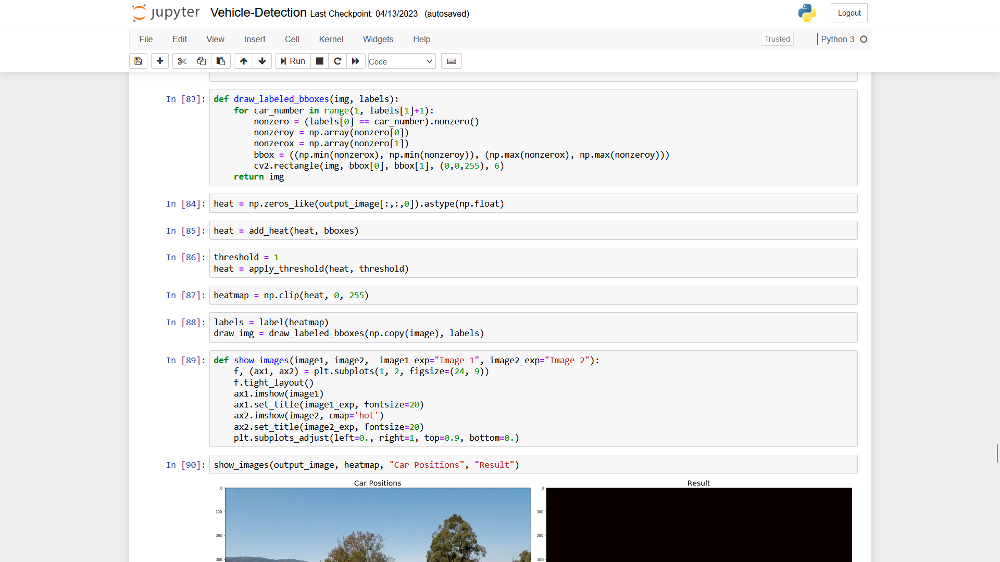 jupyter Vehicle-Detection Last Checkpoint: 04/13/2023 (autosaved) Logout
File Edit View Insert Cell Kernel Widgets Help Trusted Python 3
Run Code
In [83]: def draw_labeled_bboxes(img, labels):
    for car_number in range(1, labels[1]+1):
        nonzero = (labels[0] == car_number).nonzero()
        nonzeroy = np.array(nonzero[0])
        nonzerox = np.array(nonzero[1])
        bbox = ((np.min(nonzerox), np.min(nonzeroy)), (np.max(nonzerox), np.max(nonzeroy)))
        cv2.rectangle(img, bbox[0], bbox[1], (0,0,255), 6)
    return img
In [84]: heat = np.zeros_like(output_image[:,:,0]).astype(np.float)
In [85]: heat = add_heat(heat, bboxes)
In [86]: threshold = 1
heat = apply_threshold(heat, threshold)
In [87]: heatmap = np.clip(heat, 0, 255)
In [88]: labels = label(heatmap)
draw_img = draw_labeled_bboxes(np.copy(image), labels)
In [89]: def show_images(image1, image2,  image1_exp="Image 1", image2_exp="Image 2"):
    f, (ax1, ax2) = plt.subplots(1, 2, figsize=(24, 9))
    f.tight_layout()
    ax1.imshow(image1)
    ax1.set_title(image1_exp, fontsize=20)
    ax2.imshow(image2, cmap='hot')
    ax2.set_title(image2_exp, fontsize=20)
    plt.subplots_adjust(left=0., right=1, top=0.9, bottom=0.)
In [90]: show_images(output_image, heatmap, "Car Positions", "Result")
Car Positions Result
0 0
100 100
200 200
300 300